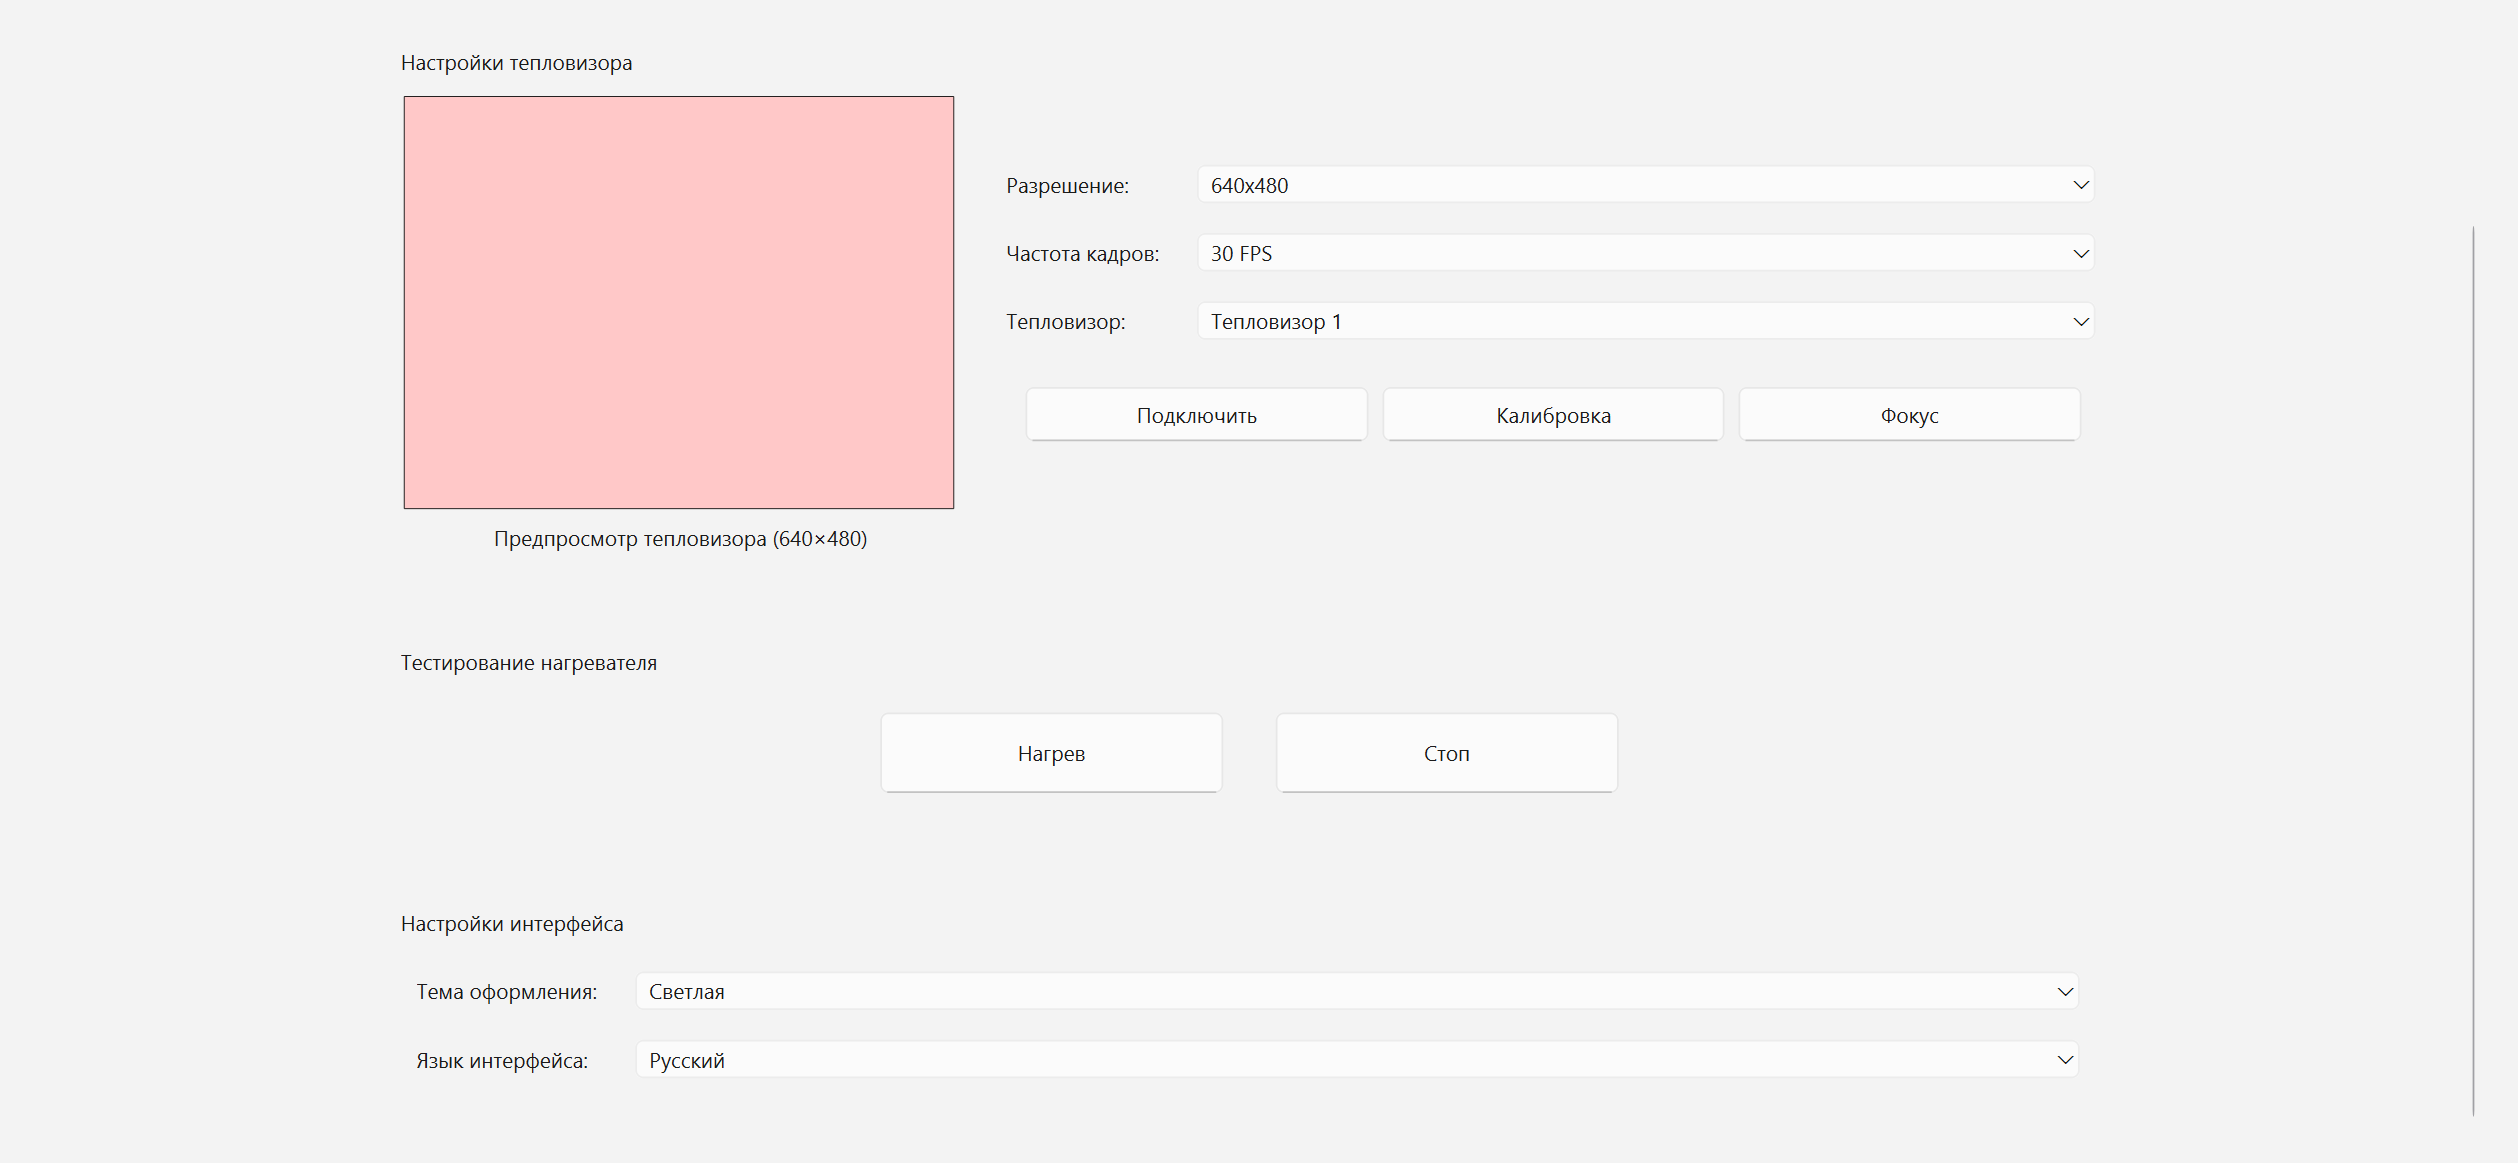 Настройки тепловизора
Разрешение: 640x480
Частота кадров: 30 FPS
Тепловизор: Тепловизор 1
Подключить Калибровка Фокус
Предпросмотр тепловизора (640×480)
Тестирование нагревателя
Нагрев Стоп
Настройки интерфейса
Тема оформления: Светлая
Язык интерфейса: Русский